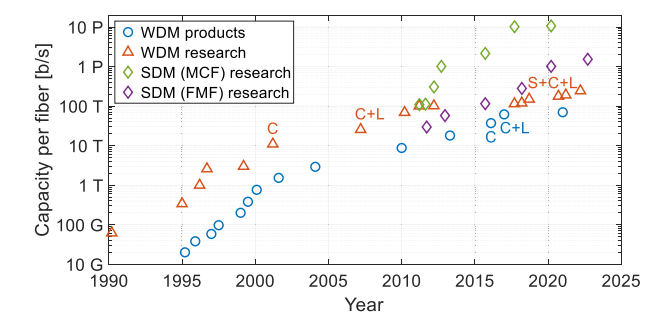 10 P
1 P
100 T
10 T
1 T
100 G
10 G
Capacity per fiber [b/s]
WDM products
WDM research
SDM (MCF) research
SDM (FMF) research
C
C+L
S+C+L
C+L
C
1990
1995
2000
2005
2010
2015
2020
2025
Year